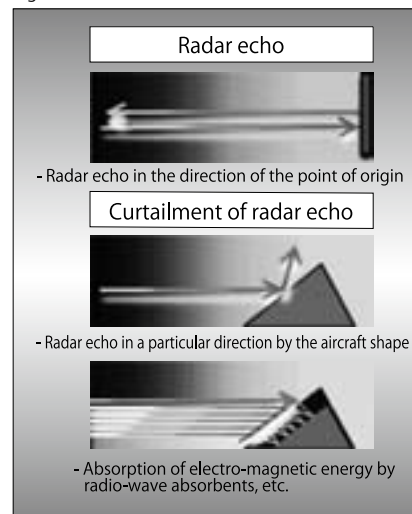 Radar echo
- Radar echo in the direction of the point of origin
Curtailment of radar echo
- Radar echo in a particular direction by the aircraft shape
- Absorption of electro-magnetic energy by
radio-wave absorbents, etc.